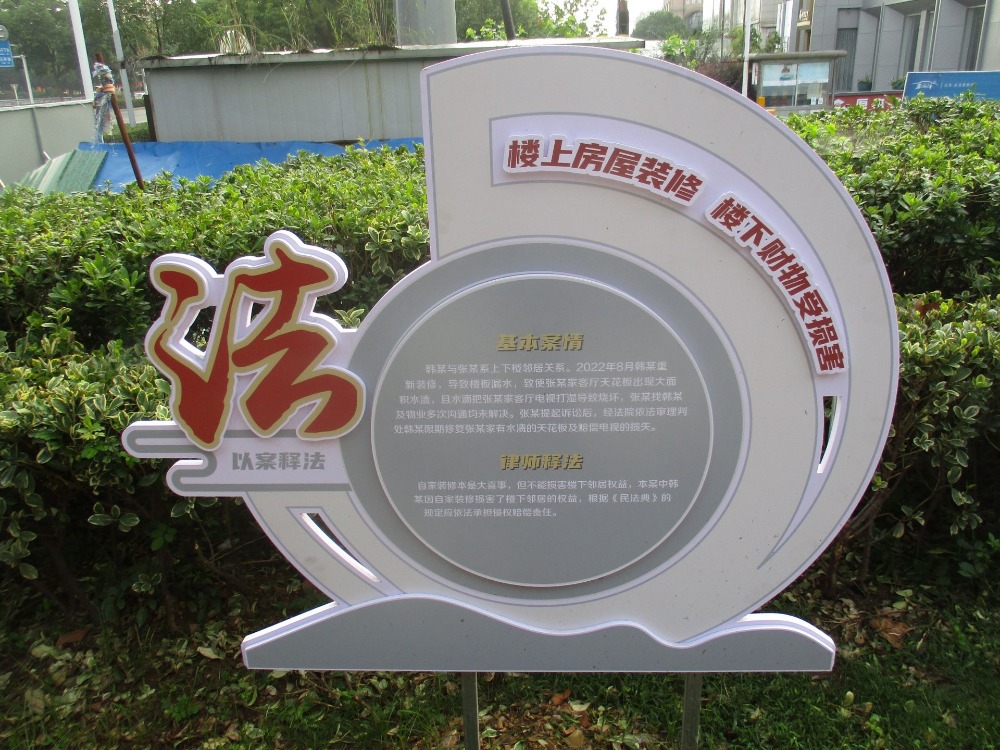 楼上房屋装修 楼下财物受损害
法
以案释法
基本案情
韩某与张某系上下楼邻居关系。2022年8月韩某重
新装修，导致楼板漏水，致使张某家客厅天花板出现大面
积水渍，且水滴把张某家客厅电视打湿导致烧坏，张某找韩某
及物业多次沟通均未解决。张某提起诉讼后，经法院依法审理判
处韩某限期修复张某家有水渍的天花板及赔偿电视的损失。
律师释法
自家装修本是大喜事，但不能损害楼下邻居权益，本案中韩
某因自家装修损害了楼下邻居的权益，根据《民法典》的
规定应依法承担侵权赔偿责任。